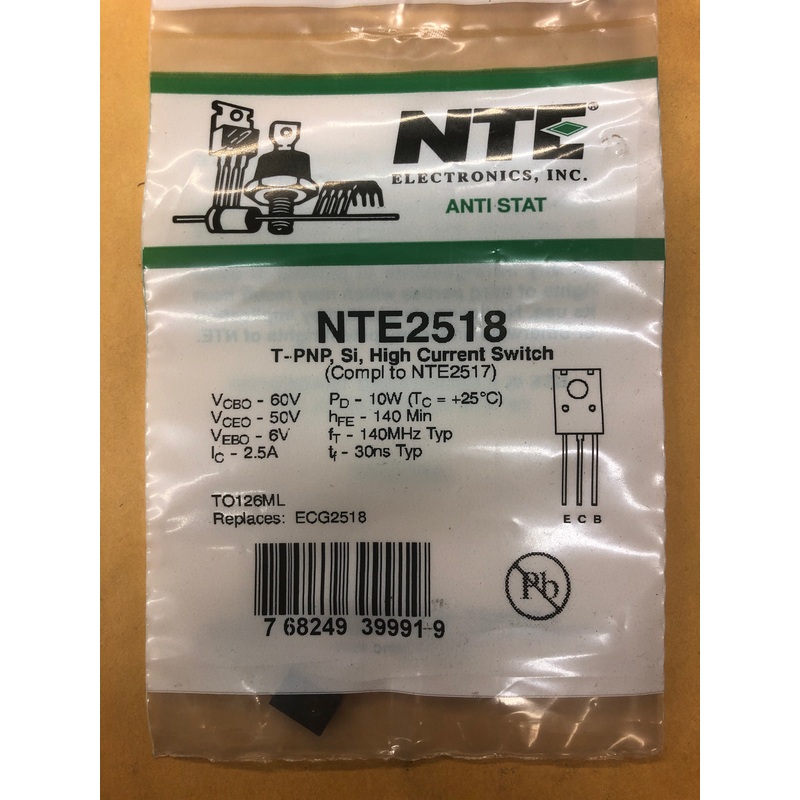 NTE®
ELECTRONICS, INC.
ANTI STAT
NTE2518
T-PNP, Si, High Current Switch
(Compl to NTE2517)
VCBO - 60V PD - 10W (TC = +25°C)
VCEO - 50V hFE - 140 Min
VEBO - 6V fT - 140MHz Typ
IC - 2.5A tf - 30ns Typ
E C B
TO126ML
Replaces: ECG2518
Pb
7 68249 39991-9